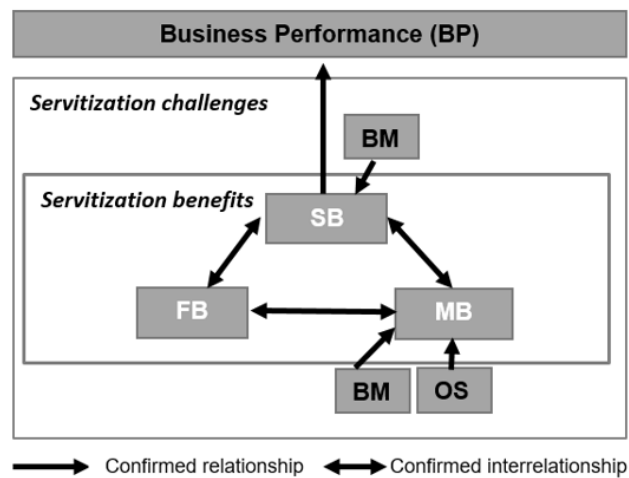 Business Performance (BP)
Servitization challenges
BM
Servitization benefits
SB
FB
MB
BM
OS
Confirmed relationship
Confirmed interrelationship